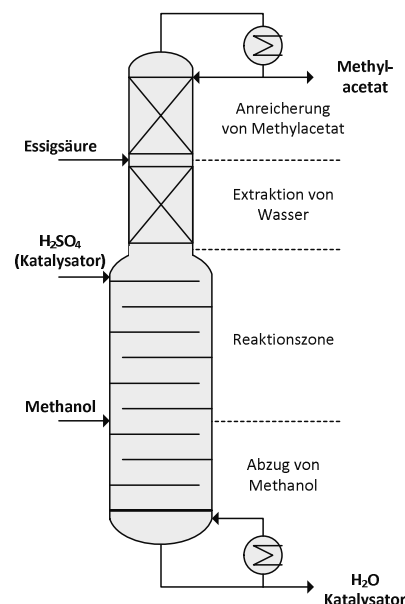 Methyl-
acetat
Anreicherung
von Methylacetat
Essigsäure
Extraktion von
Wasser
H₂SO₄
(Katalysator)
Reaktionszone
Methanol
Abzug von
Methanol
H₂O
Katalysator